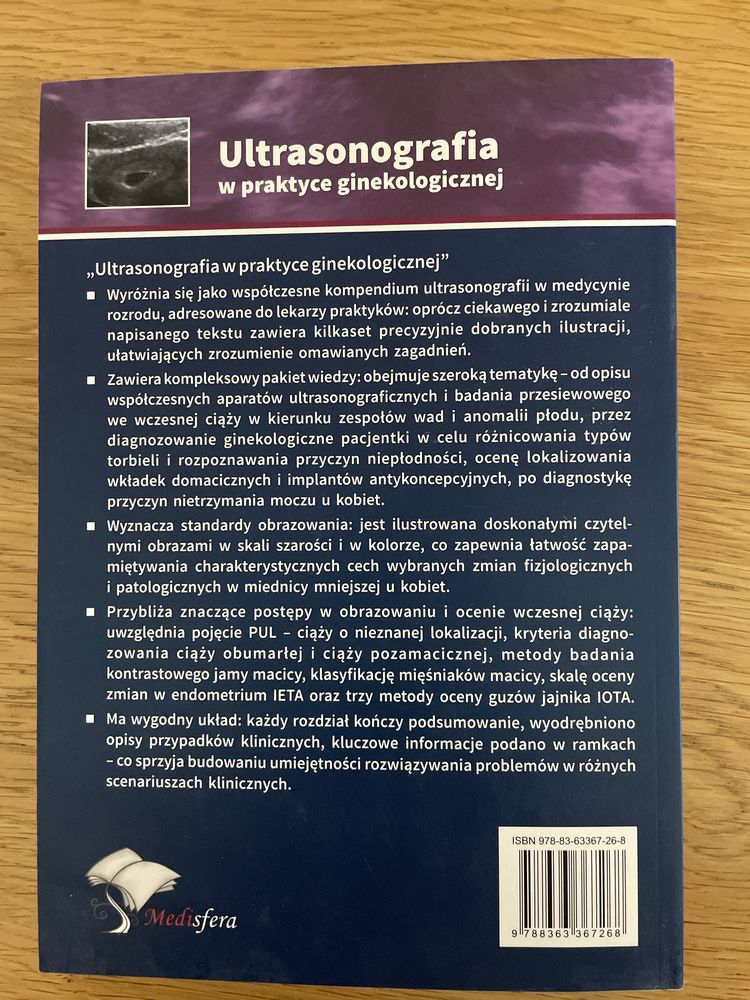 Ultrasonografia
w praktyce ginekologicznej
„Ultrasonografia w praktyce ginekologicznej”
■ Wyróżnia się jako współczesne kompendium ultrasonografii w medycynie
rozrodu, adresowane do lekarzy praktyków: oprócz ciekawego i zrozumiale
napisanego tekstu zawiera kilkaset precyzyjnie dobranych ilustracji,
ułatwiających zrozumienie omawianych zagadnień.
■ Zawiera kompleksowy pakiet wiedzy: obejmuje szeroką tematykę – od opisu
współczesnych aparatów ultrasonograficznych i badania przesiewowego
we wczesnej ciąży w kierunku zespołów wad i anomalii płodu, przez
diagnozowanie ginekologiczne pacjentki w celu różnicowania typów
torbieli i rozpoznawania przyczyn niepłodności, ocenę lokalizowania
wkładek domacicznych i implantów antykoncepcyjnych, po diagnostykę
przyczyn nietrzymania moczu u kobiet.
■ Wyznacza standardy obrazowania: jest ilustrowana doskonałymi czytel-
nymi obrazami w skali szarości i w kolorze, co zapewnia łatwość zapa-
miętywania charakterystycznych cech wybranych zmian fizjologicznych
i patologicznych w miednicy mniejszej u kobiet.
■ Przybliża znaczące postępy w obrazowaniu i ocenie wczesnej ciąży:
uwzględnia pojęcie PUL – ciąży o nieznanej lokalizacji, kryteria diagno-
zowania ciąży obumarłej i ciąży pozamacicznej, metody badania
kontrastowego jamy macicy, klasyfikację mięśniaków macicy, skalę oceny
zmian w endometrium IETA oraz trzy metody oceny guzów jajnika IOTA.
■ Ma wygodny układ: każdy rozdział kończy podsumowanie, wyodrębniono
opisy przypadków klinicznych, kluczowe informacje podano w ramkach
– co sprzyja budowaniu umiejętności rozwiązywania problemów w różnych
scenariuszach klinicznych.
Medisfera
ISBN 978-83-63367-26-8
9 788363 367268